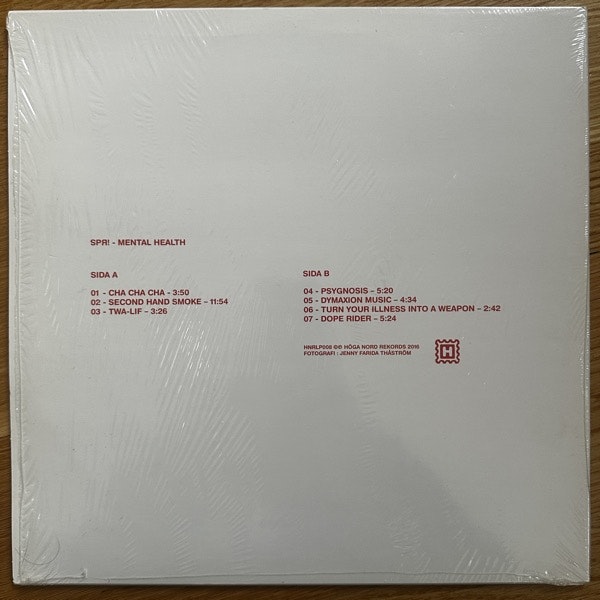 SPЯ! - MENTAL HEALTH
SIDA A
01 - CHA CHA CHA - 3:50
02 - SECOND HAND SMOKE – 11:54
03 - TWA-LIF – 3:26
SIDA B
04 - PSYGNOSIS – 5:20
05 - DYMAXION MUSIC – 4:34
06 - TURN YOUR ILLNESS INTO A WEAPON – 2:42
07 - DOPE RIDER – 5:24
HNRLP008 ©℗ HÖGA NORD REKORDS 2016
FOTOGRAFI : JENNY FARIDA THÅSTRÖM
H